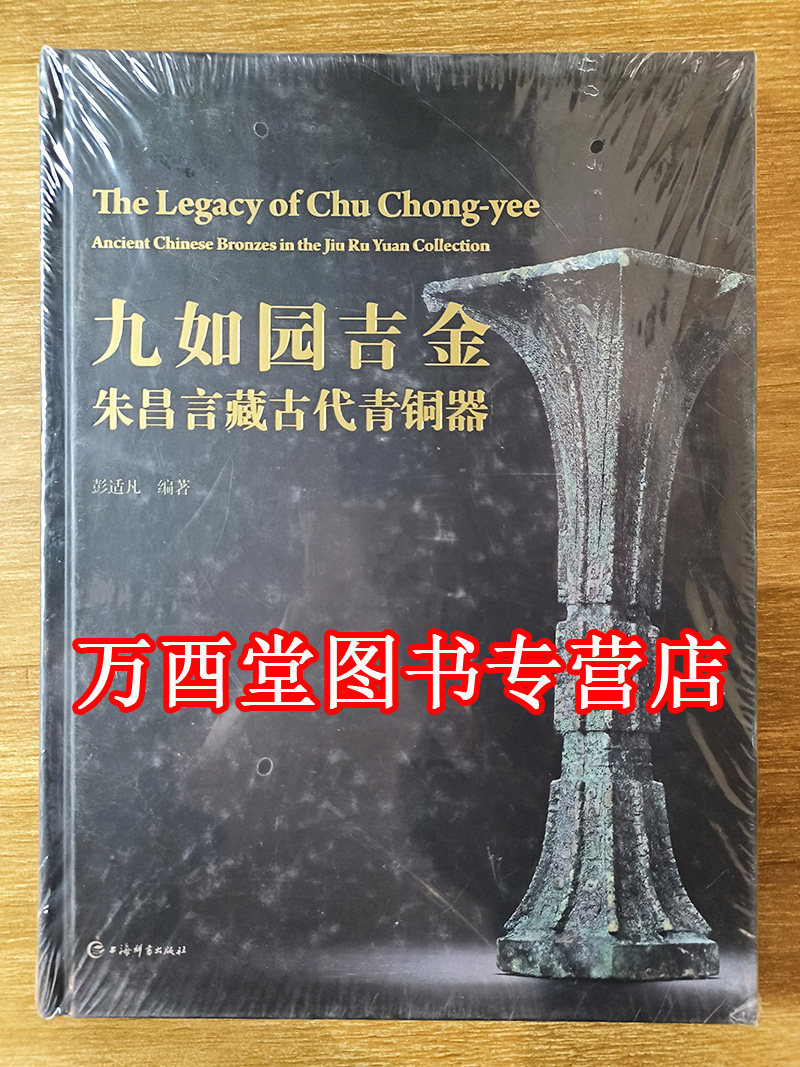 The Legacy of Chu Chong-yee
Ancient Chinese Bronzes in the Jiu Ru Yuan Collection
九如园吉金
朱昌言藏古代青铜器
彭适凡 编著
万酉堂图书专营店
上海辞书出版社